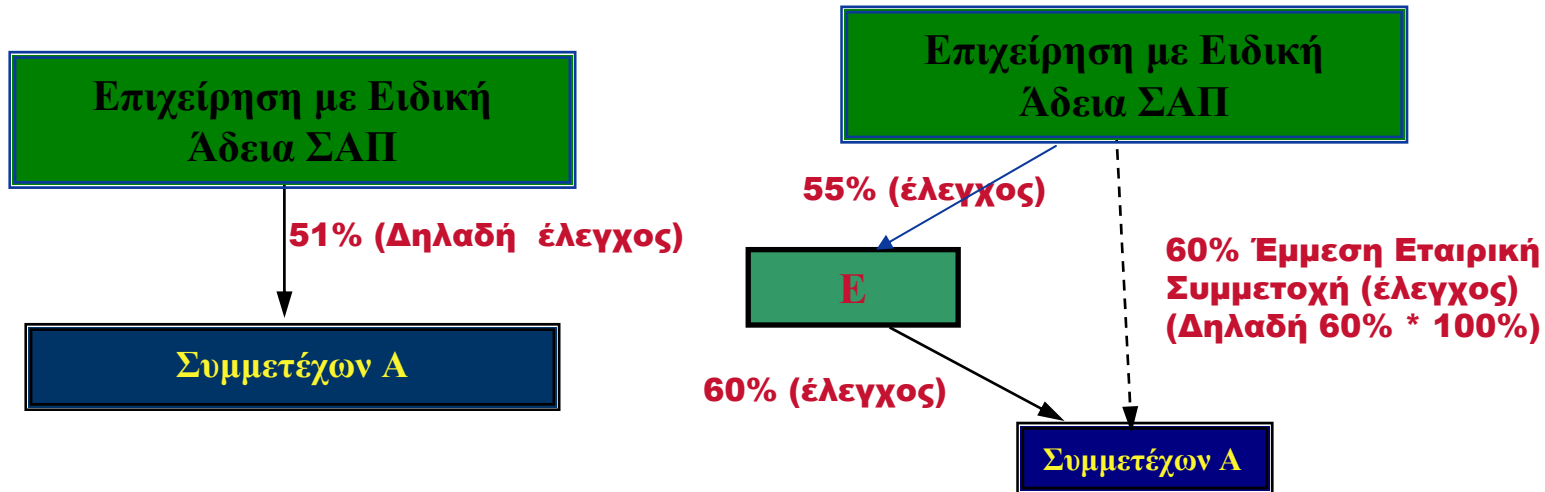 Επιχείρηση με Ειδική
Άδεια ΣΑΠ
51% (Δηλαδή έλεγχος)
Συμμετέχων Α
Επιχείρηση με Ειδική
Άδεια ΣΑΠ
55% (έλεγχος)
Ε
60% Έμμεση Εταιρική
Συμμετοχή (έλεγχος)
(Δηλαδή 60% * 100%)
60% (έλεγχος)
Συμμετέχων Α